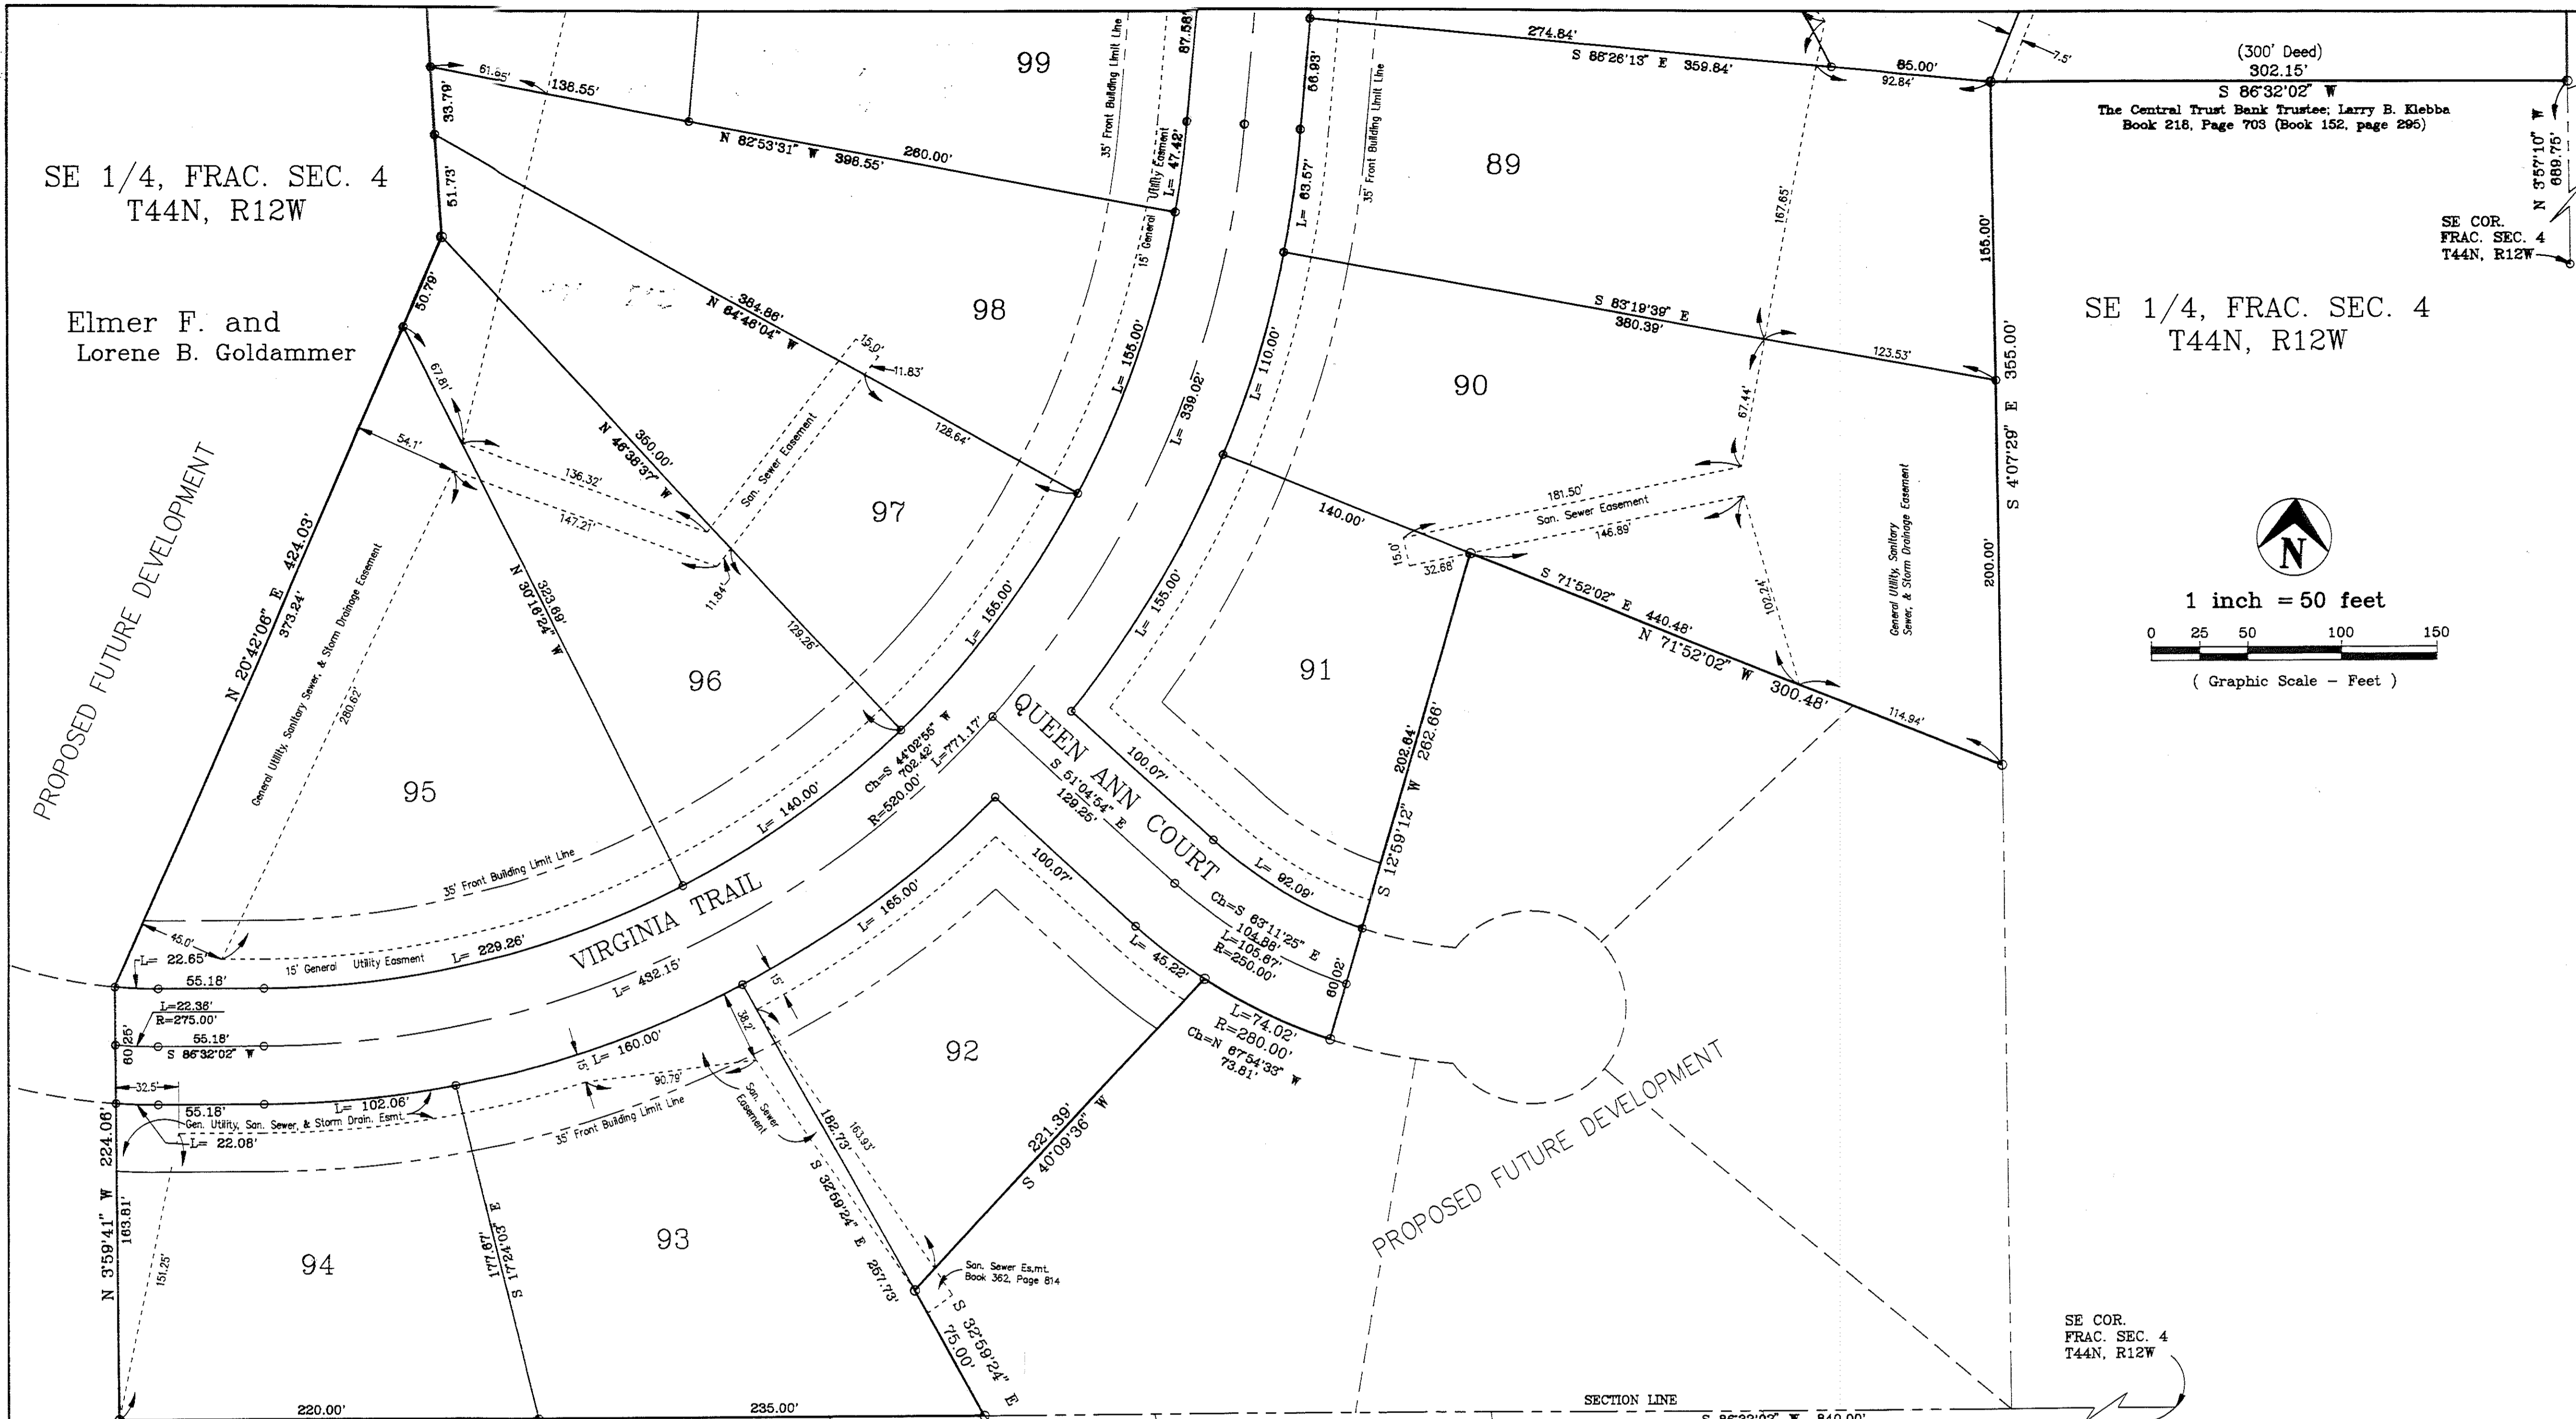 99
61.85'
138.55'
33.79'
51.73'
N 82°53'31" W 398.55'
260.00'
35' Front Building Limit Line
15' General Utility Easment
87.58'
L= 47.42'
56.93'
L= 63.57'
35' Front Building Limit Line
274.84'
S 86°26'13" E 359.84'
85.00'
92.84'
7.5'
(300' Deed)
302.15'
S 86°32'02" W
The Central Trust Bank Trustee; Larry B. Klebba
Book 218, Page 703 (Book 152, page 295)
N 3°57'10" W
689.75'
SE COR.
FRAC. SEC. 4
T44N, R12W
SE 1/4, FRAC. SEC. 4
T44N, R12W
Elmer F. and
Lorene B. Goldammer
PROPOSED FUTURE DEVELOPMENT
SE 1/4, FRAC. SEC. 4
T44N, R12W
N
1 inch = 50 feet
0 25 50 100 150
( Graphic Scale - Feet )
89
167.65'
155.00'
S 83°19'39" E
380.39'
123.53'
S 4°07'29" E 355.00'
200.00'
90
67.44'
L= 110.00'
L= 339.02'
140.00'
181.50'
San. Sewer Easement
146.89'
15.0'
32.68'
102.24'
General Utility, Sanitary
Sewer, & Storm Drainage Easement
S 71°52'02" E 440.48'
N 71°52'02" W 300.48'
114.94'
98
384.86'
N 64°46'04" W
15.0'
11.83'
128.64'
L= 155.00'
50.79'
67.81'
54.1'
136.32'
147.21'
350.00'
N 46°38'37" W
San. Sewer Easement
97
11.84'
129.26'
L= 155.00'
N 20°42'06" E 424.03'
373.24'
General Utility, Sanitary Sewer, & Storm Drainage Easement
280.62'
323.69'
N 30°16'24" W
96
95
L= 140.00'
Ch=S 44°02'55" W
702.42'
R=520.00' L=771.17'
91
L= 155.00'
QUEEN ANN COURT
S 51°04'54" E
129.25'
100.07'
L= 92.09'
202.64'
S 12°59'12" W 262.66'
Ch=S 63°11'25" E
104.88'
L=105.67'
R=250.00'
60.02'
35' Front Building Limit Line
45.0'
L= 22.65'
15' General Utility Easment
L= 229.26'
55.18'
VIRGINIA TRAIL
L= 432.15'
L= 165.00'
100.07'
L= 45.22'
L=22.36'
R=275.00'
55.18'
S 86°32'02" W
60.25'
32.5'
55.18'
L= 102.06'
Gen. Utility, San. Sewer, & Storm Drain. Esmt.
L= 22.08'
15'
L= 160.00'
90.79'
35' Front Building Limit Line
38.2'
15'
San. Sewer
Easement
92
L=74.02'
R=280.00'
Ch=N 67°54'33" W
73.81'
PROPOSED FUTURE DEVELOPMENT
N 3°59'41" W 224.06'
163.81'
151.25'
94
177.67'
S 17°24'03" E
93
182.73'
163.93'
S 32°59'24" E 257.73'
221.39'
S 40°09'36" W
San. Sewer Es.mt.
Book 362, Page 814
S 32°59'24" E
75.00'
220.00'
235.00'
SECTION LINE
S 86°32'02" W 840.00'
SE COR.
FRAC. SEC. 4
T44N, R12W